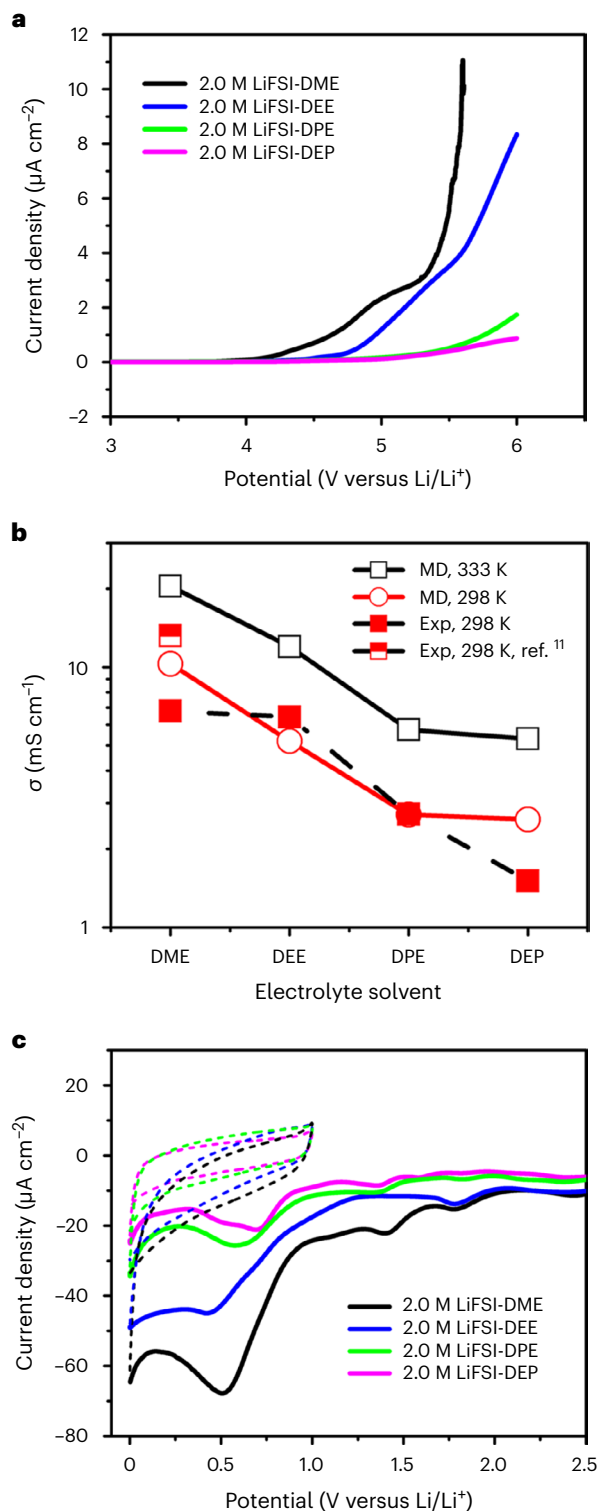 a
12
10
8
6
4
2
0
−2
Current density (μA cm⁻²)
2.0 M LiFSI-DME
2.0 M LiFSI-DEE
2.0 M LiFSI-DPE
2.0 M LiFSI-DEP
3
4
5
6
Potential (V versus Li/Li⁺)
b
10
1
σ (mS cm⁻¹)
MD, 333 K
MD, 298 K
Exp, 298 K
Exp, 298 K, ref. ¹¹
DME
DEE
DPE
DEP
Electrolyte solvent
c
20
0
−20
−40
−60
−80
Current density (μA cm⁻²)
2.0 M LiFSI-DME
2.0 M LiFSI-DEE
2.0 M LiFSI-DPE
2.0 M LiFSI-DEP
0
0.5
1.0
1.5
2.0
2.5
Potential (V versus Li/Li⁺)